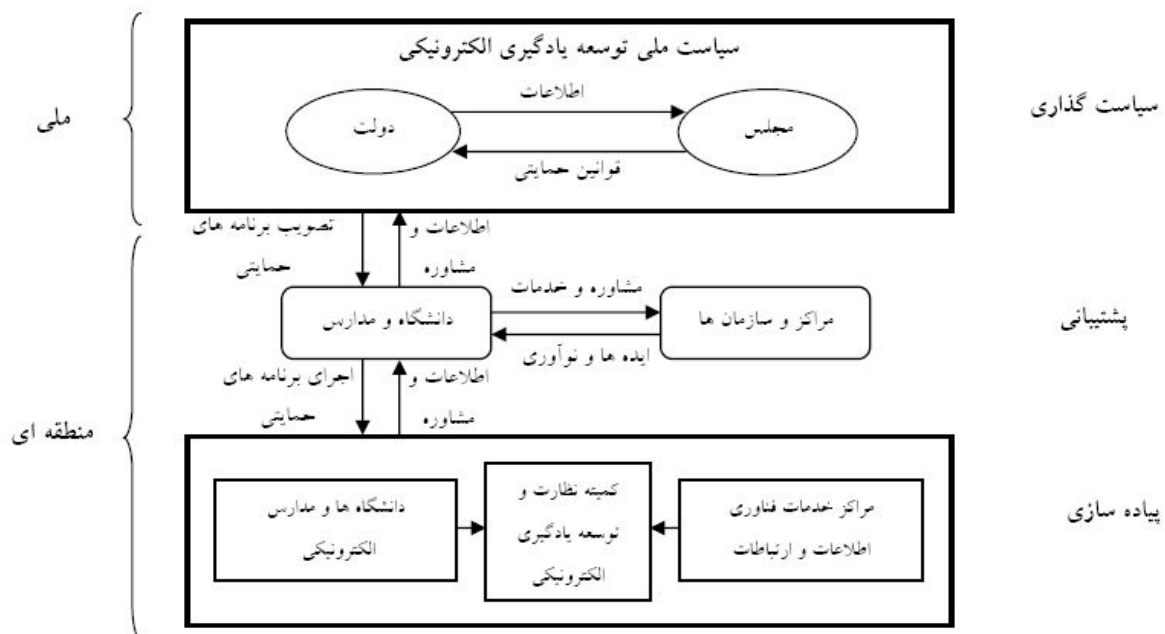 سیاست ملی توسعه یادگیری الکترونیکی
سیاست گذاری
ملی
اطلاعات
مجلس
دولت
قوانین حمایتی
اطلاعات و
مشاوره
تصویب برنامه های
حمایتی
پشتیبانی
مراکز و سازمان ها
مشاوره و خدمات
دانشگاه و مدارس
ایده ها و نوآوری
اطلاعات و
مشاوره
اجرای برنامه های
حمایتی
منطقه ای
پیاده سازی
مراکز خدمات فناوری
اطلاعات و ارتباطات
کمیته نظارت و
توسعه یادگیری
الکترونیکی
دانشگاه ها و مدارس
الکترونیکی